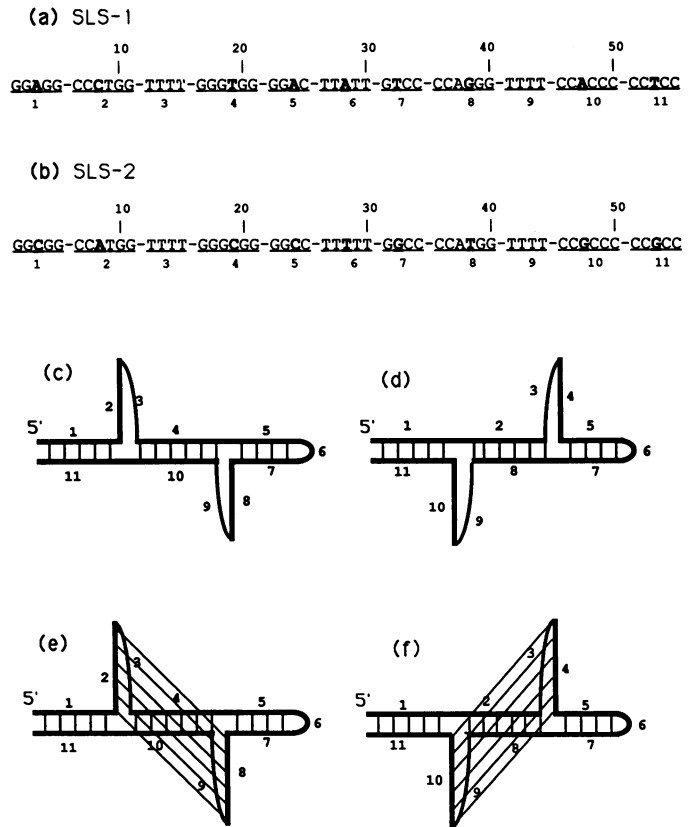 (a) SLS-1
10 20 30 40 50
GGAGG-CCCTGG-TTTT-GGGTGG-GGAC-TTATT-GTCC-CCAGGG-TTTT-CCACCC-CCTCC
1 2 3 4 5 6 7 8 9 10 11
(b) SLS-2
10 20 30 40 50
GGCGG-CCATGG-TTTT-GGGCGG-GGCC-TTTTT-GGCC-CCATGG-TTTT-CCGCCC-CCGCC
1 2 3 4 5 6 7 8 9 10 11
(c)
2 3
5' 1 4 5
6
11 10 7
9 8
(d)
3 4
5' 1 2 5
6
11 8 7
10 9
(e)
2 3
5' 1 4 5
6
11 10 7
9 8
(f)
3 4
5' 1 2 5
6
11 8 7
10 9